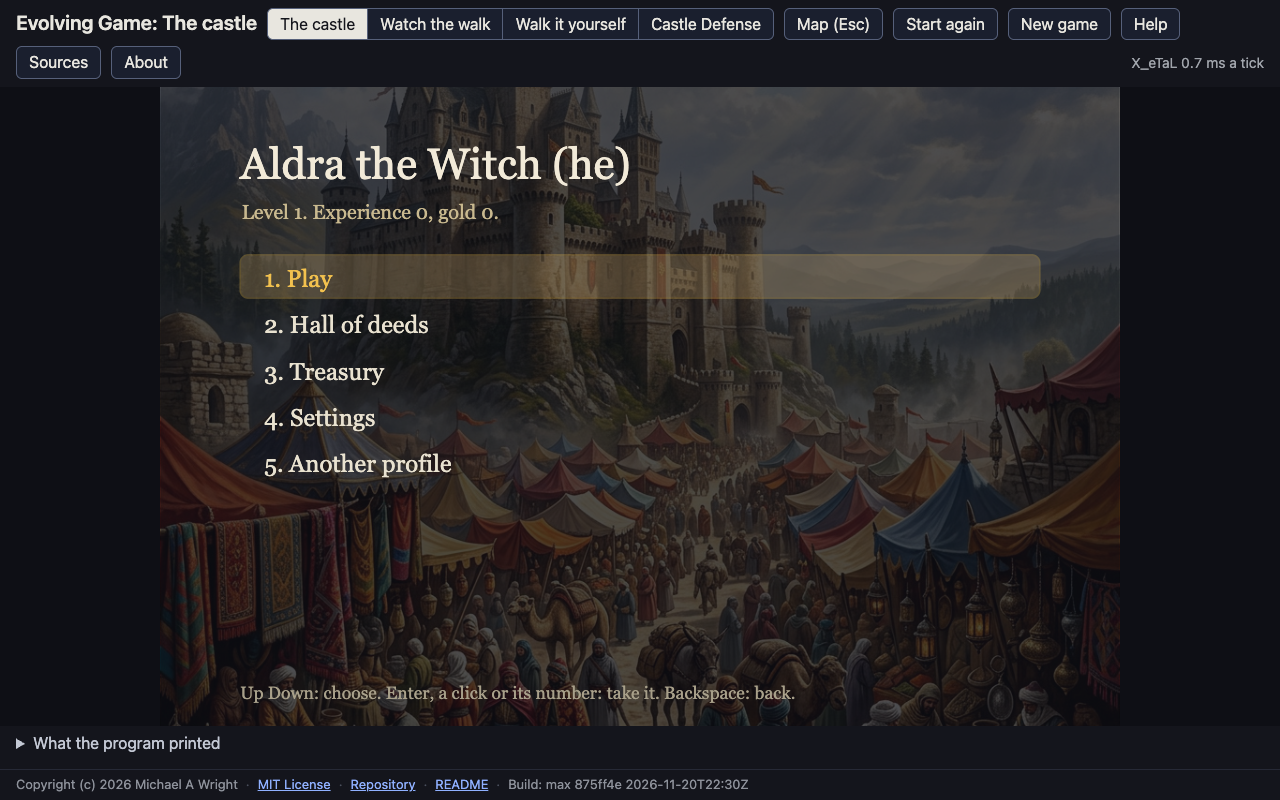 Evolving Game: The castle
The castle
Watch the walk
Walk it yourself
Castle Defense
Map (Esc)
Start again
New game
Help
Sources
About
X_eTaL 0.7 ms a tick
Aldra the Witch (he)
Level 1. Experience 0, gold 0.
1. Play
2. Hall of deeds
3. Treasury
4. Settings
5. Another profile
Up Down: choose. Enter, a click or its number: take it. Backspace: back.
What the program printed
Copyright (c) 2026 Michael A Wright · MIT License · Repository · README · Build: max 875ff4e 2026-11-20T22:30Z